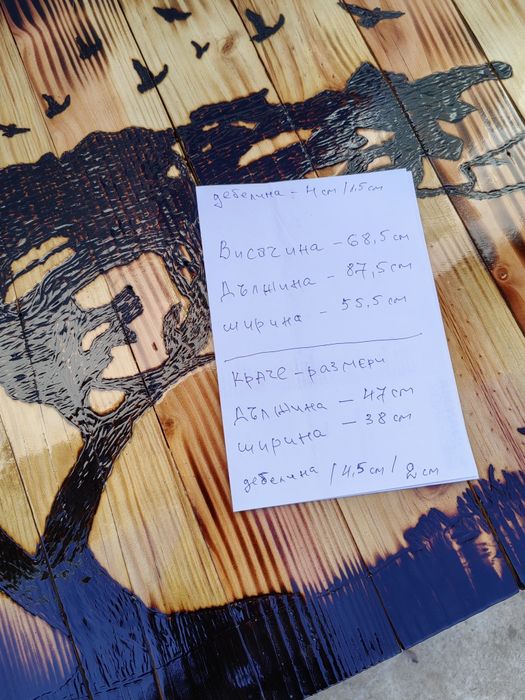 дебелина - 4 см / 1.5 см
Височина - 68,5 см
Дължина - 87,5 см
ширина - 55.5 см
Краче - размери
Дължина - 47 см
ширина - 38 см
дебелина / 4,5 см / 2 см